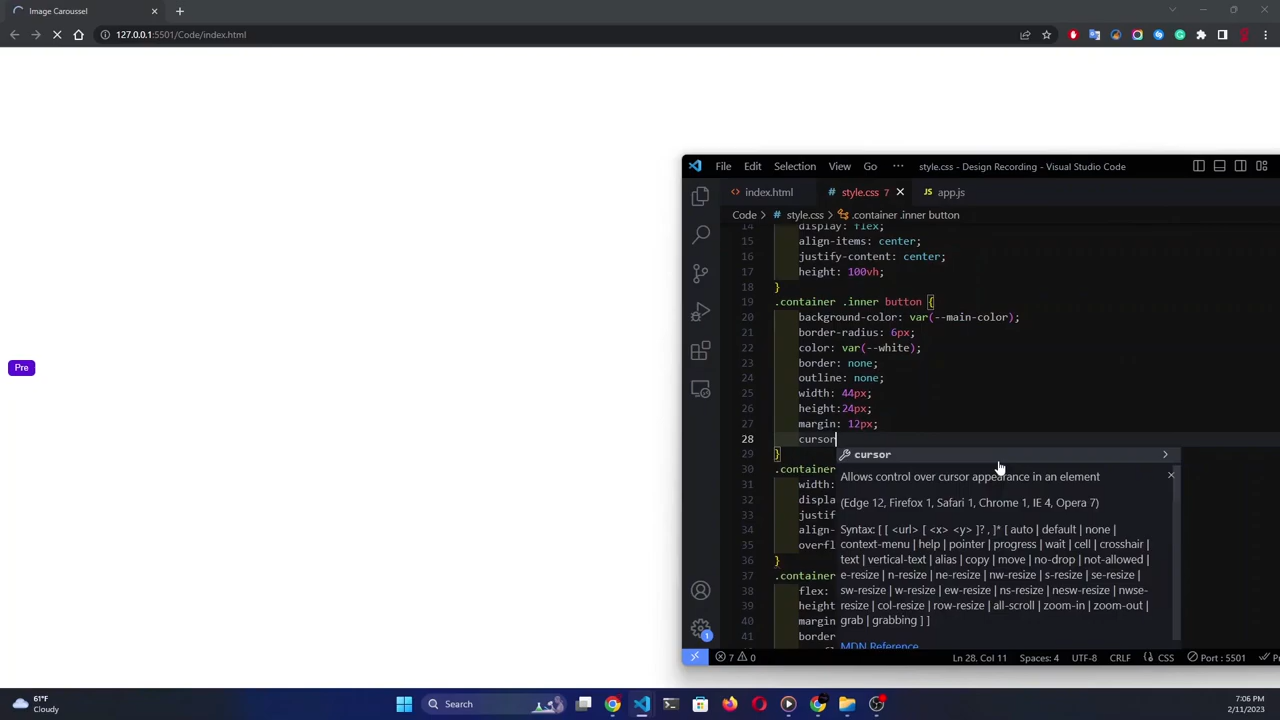 Image Caroussel
127.0.0.1:5501/Code/index.html
Pre
File Edit Selection View Go ··· style.css - Design Recording - Visual Studio Code
<> index.html # style.css 7 JS app.js
Code > # style.css > .container .inner button
14 display: flex;
15 align-items: center;
16 justify-content: center;
17 height: 100vh;
18 }
19 .container .inner button {
20 background-color: var(--main-color);
21 border-radius: 6px;
22 color: var(--white);
23 border: none;
24 outline: none;
25 width: 44px;
26 height:24px;
27 margin: 12px;
28 cursor
29 }
30 .container
31 width:
32 displa
33 justif
34 align-
35 overfl
36 }
37 .container
38 flex:
39 height
40 margin
41 border
cursor
Allows control over cursor appearance in an element
(Edge 12, Firefox 1, Safari 1, Chrome 1, IE 4, Opera 7)
Syntax: [ [ <url> [ <x> <y> ]? , ]* [ auto | default | none |
context-menu | help | pointer | progress | wait | cell | crosshair |
text | vertical-text | alias | copy | move | no-drop | not-allowed |
e-resize | n-resize | ne-resize | nw-resize | s-resize | se-resize |
sw-resize | w-resize | ew-resize | ns-resize | nesw-resize | nwse-
resize | col-resize | row-resize | all-scroll | zoom-in | zoom-out |
grab | grabbing ] ]
MDN Reference
1
7 0 Ln 28, Col 11 Spaces: 4 UTF-8 CRLF CSS Port : 5501
61°F
Cloudy
Search
7:06 PM
2/11/2023